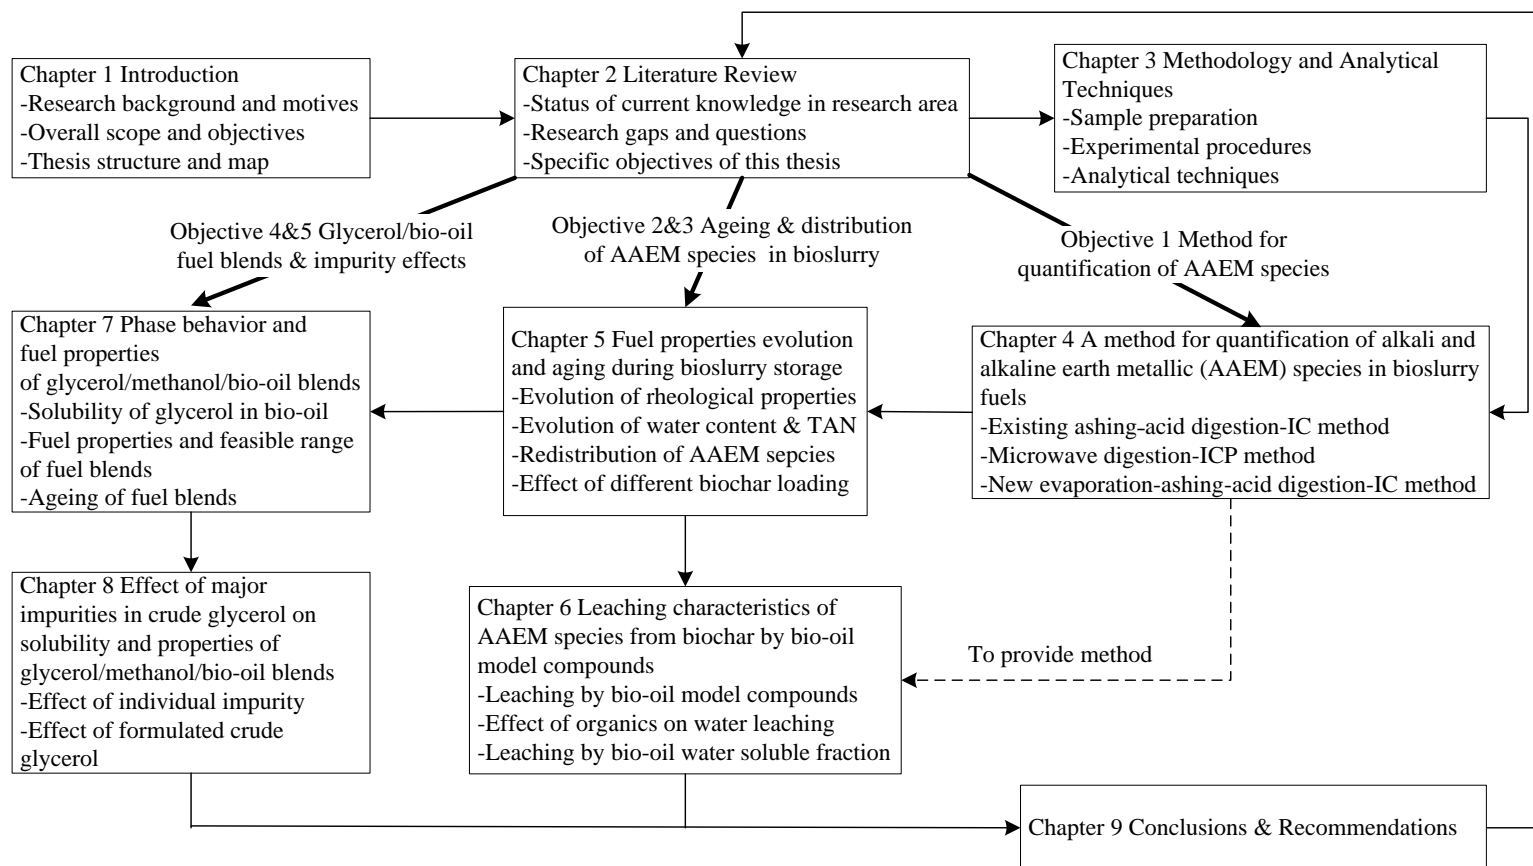 Chapter 1 Introduction
-Research background and motives
-Overall scope and objectives
-Thesis structure and map
Chapter 2 Literature Review
-Status of current knowledge in research area
-Research gaps and questions
-Specific objectives of this thesis
Chapter 3 Methodology and Analytical
Techniques
-Sample preparation
-Experimental procedures
-Analytical techniques
Objective 4&5 Glycerol/bio-oil
fuel blends & impurity effects
Objective 2&3 Ageing & distribution
of AAEM species in bioslurry
Objective 1 Method for
quantification of AAEM species
Chapter 7 Phase behavior and
fuel properties
of glycerol/methanol/bio-oil blends
-Solubility of glycerol in bio-oil
-Fuel properties and feasible range
of fuel blends
-Ageing of fuel blends
Chapter 5 Fuel properties evolution
and aging during bioslurry storage
-Evolution of rheological properties
-Evolution of water content & TAN
-Redistribution of AAEM sepcies
-Effect of different biochar loading
Chapter 4 A method for quantification of alkali and
alkaline earth metallic (AAEM) species in bioslurry
fuels
-Existing ashing-acid digestion-IC method
-Microwave digestion-ICP method
-New evaporation-ashing-acid digestion-IC method
Chapter 8 Effect of major
impurities in crude glycerol on
solubility and properties of
glycerol/methanol/bio-oil blends
-Effect of individual impurity
-Effect of formulated crude
glycerol
Chapter 6 Leaching characteristics of
AAEM species from biochar by bio-oil
model compounds
-Leaching by bio-oil model compounds
-Effect of organics on water leaching
-Leaching by bio-oil water soluble fraction
To provide method
Chapter 9 Conclusions & Recommendations